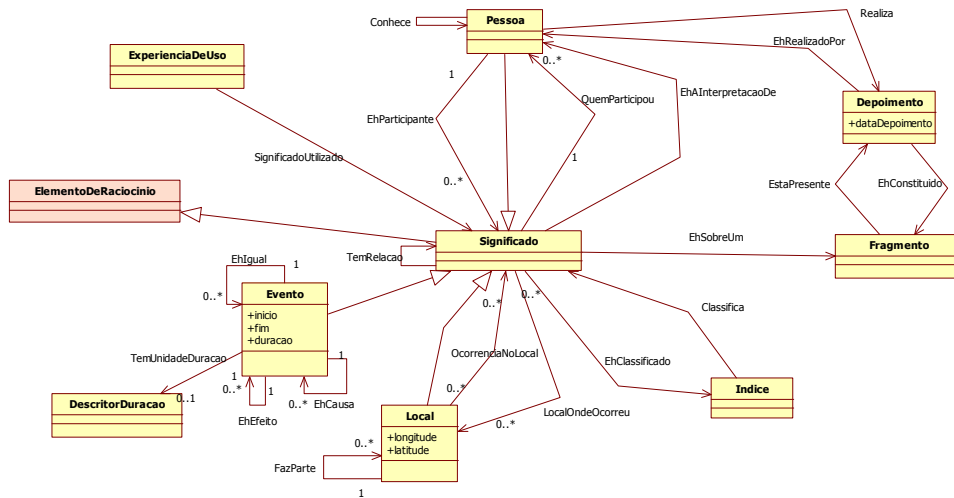 Conhece
Pessoa
Realiza
EhRealizadoPor
0..*
1
ExperienciaDeUso
QuemParticipou
EhAInterpretacaoDe
Depoimento
+dataDepoimento
EhParticipante
SignificadoUtilizado
1
0..*
EstaPresente
EhConstituido
ElementoDeRaciocinio
Significado
EhSobreUm
Fragmento
TemRelacao
EhIgual
1
0..*
Evento
+inicio
+fim
+duracao
0..*
0..*
Classifica
TemUnidadeDuracao
OcorrenciaNoLocal
EhClassificado
1
0..*
1
1
0..*
EhCausa
0..*
0..1
DescritorDuracao
EhEfeito
Indice
Local
+longitude
+latitude
LocalOndeOcorreu
0..*
0..*
FazParte
1